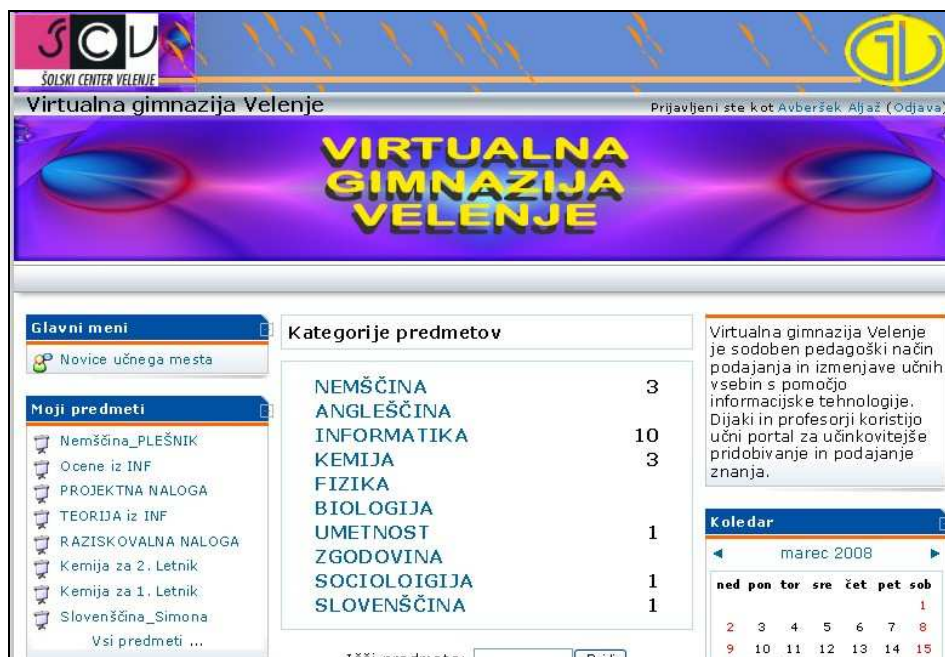 SCV
ŠOLSKI CENTER VELENJE
Virtualna gimnazija Velenje
Prijavljeni ste kot Avberšek Aljaž (Odjava)
VIRTUALNA
GIMNAZIJA
VELENJE
Glavni meni
Novice učnega mesta
Moji predmeti
Nemščina_PLEŠNIK
Ocene iz INF
PROJEKTNA NALOGA
TEORIJA iz INF
RAZISKOVALNA NALOGA
Kemija za 2. Letnik
Kemija za 1. Letnik
Slovenščina_Simona
Vsi predmeti ...
Kategorije predmetov
NEMŠČINA 3
ANGLEŠČINA
INFORMATIKA 10
KEMIJA 3
FIZIKA
BIOLOGIJA
UMETNOST 1
ZGODOVINA
SOCIOLOIGIJA 1
SLOVENŠČINA 1
Virtualna gimnazija Velenje
je sodoben pedagoški način
podajanja in izmenjave učnih
vsebin s pomočjo
informacijske tehnologije.
Dijaki in profesorji koristijo
učni portal za učinkovitejše
pridobivanje in podajanje
znanja.
Koledar
marec 2008
ned pon tor sre čet pet sob
1
2 3 4 5 6 7 8
9 10 11 12 13 14 15